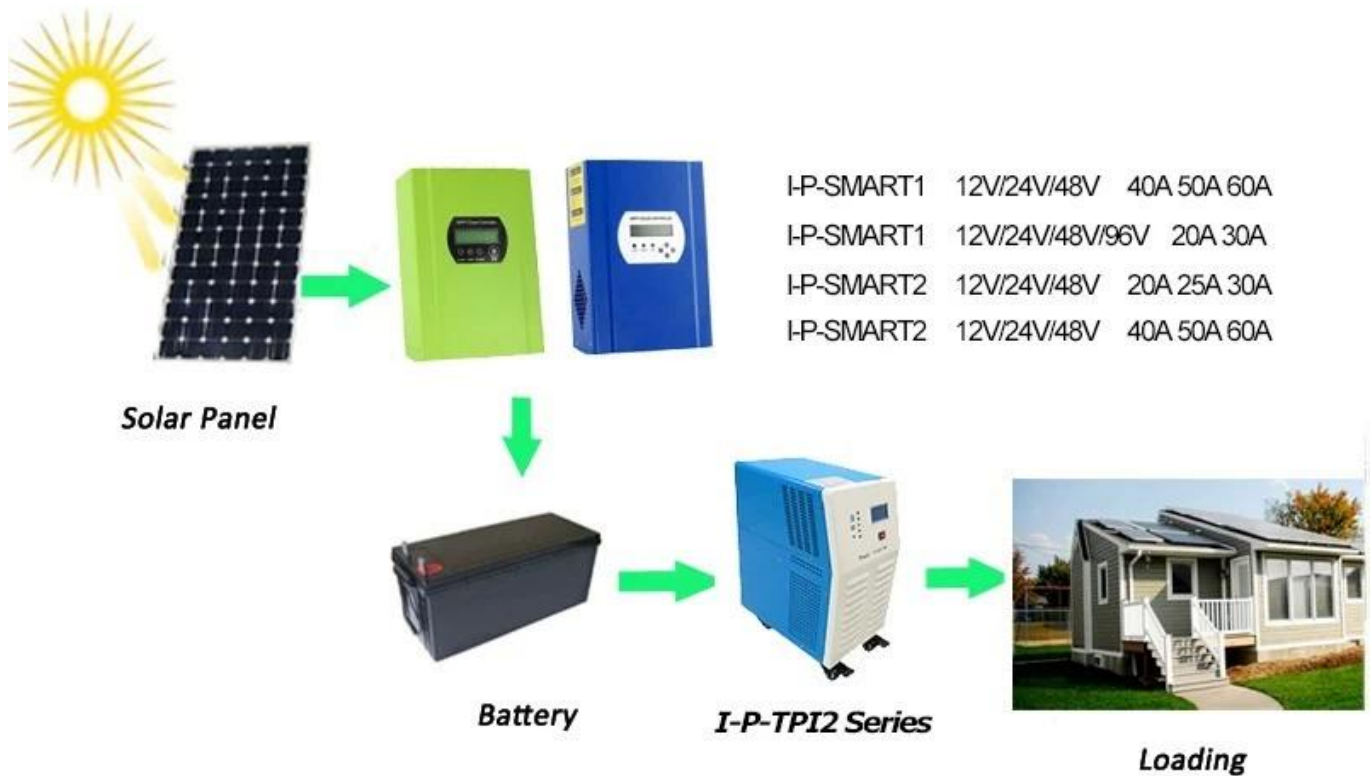 I-P-SMART1 12V/24V/48V 40A 50A 60A
I-P-SMART1 12V/24V/48V/96V 20A 30A
I-P-SMART2 12V/24V/48V 20A 25A 30A
I-P-SMART2 12V/24V/48V 40A 50A 60A
Solar Panel
Battery
I-P-TPI2 Series
Loading